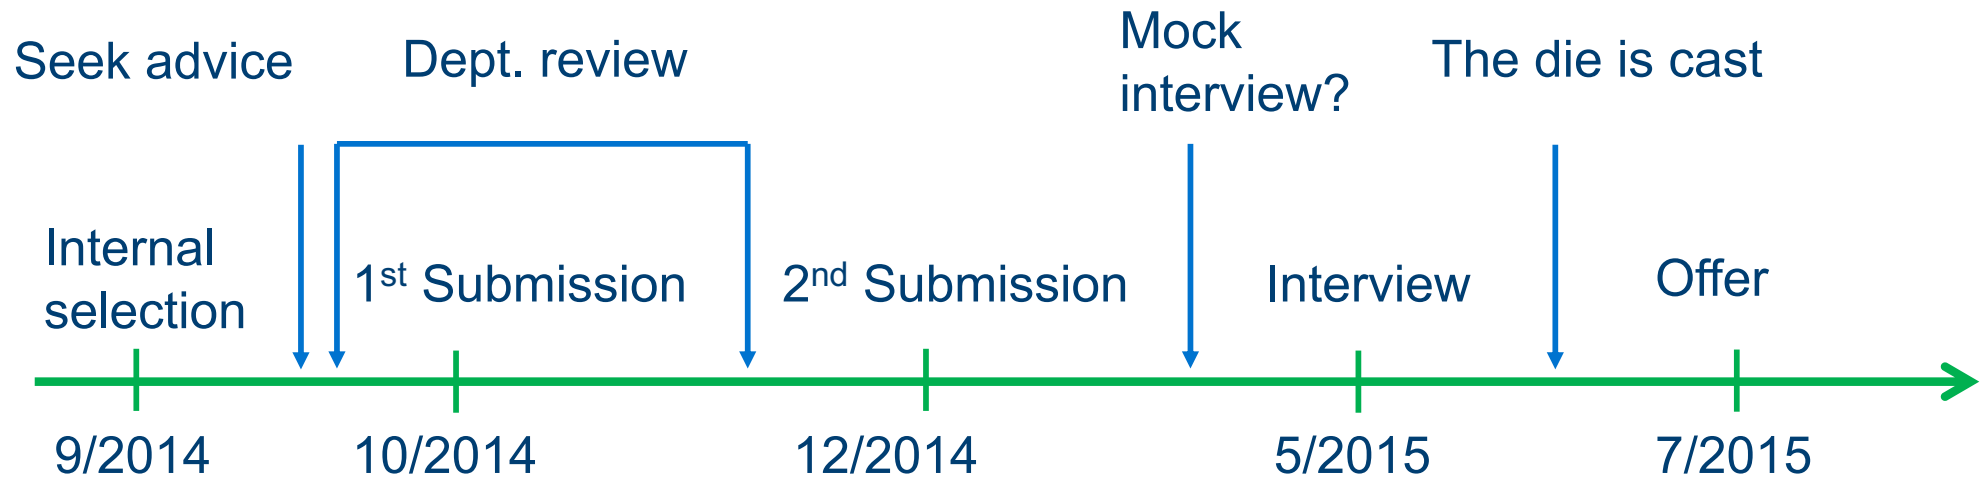 Seek advice
Dept. review
Mock
interview?
The die is cast
Internal
selection
1st Submission
2nd Submission
Interview
Offer
9/2014
10/2014
12/2014
5/2015
7/2015